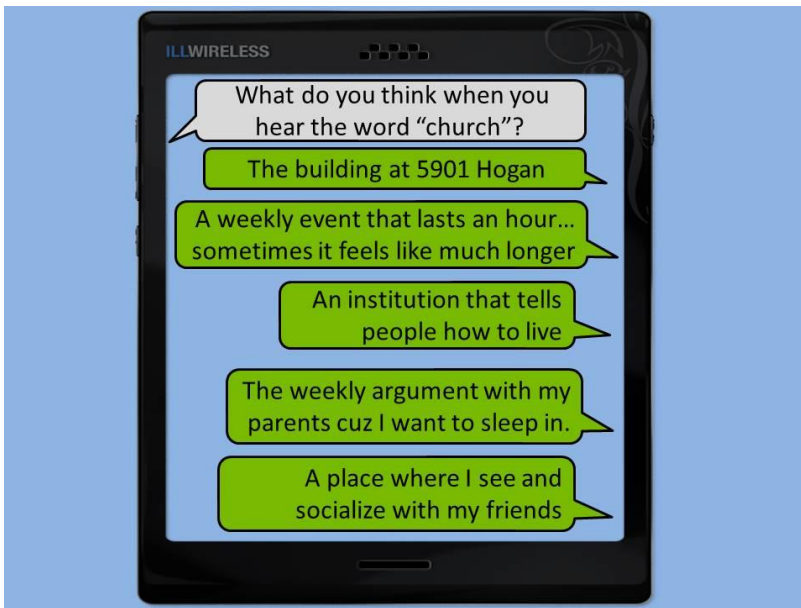 ILLWIRELESS
What do you think when you
hear the word “church”?
The building at 5901 Hogan
A weekly event that lasts an hour…
sometimes it feels like much longer
An institution that tells
people how to live
The weekly argument with my
parents cuz I want to sleep in.
A place where I see and
socialize with my friends